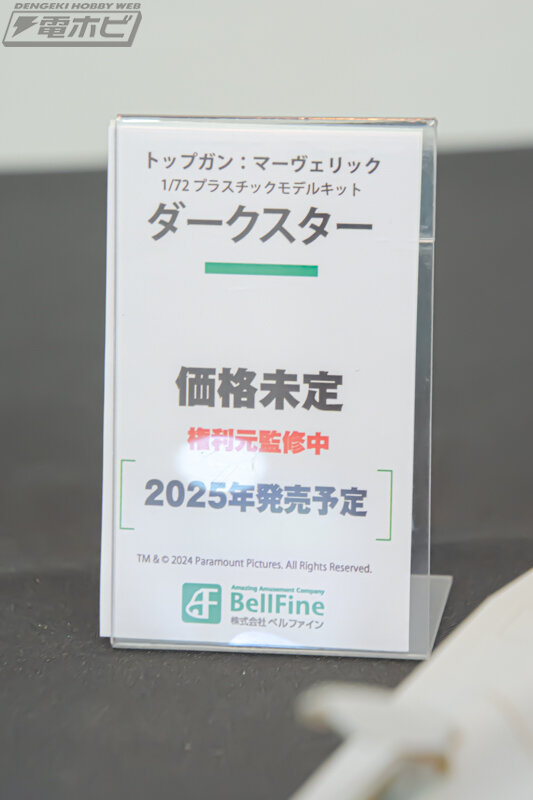 DENGEKI HOBBY WEB
電ホビ
トップガン：マーヴェリック
1/72 プラスチックモデルキット
ダークスター
価格未定
権利元監修中
2025年発売予定
TM & © 2024 Paramount Pictures. All Rights Reserved.
Amazing Amusement Company
BellFine
株式会社 ベルファイン